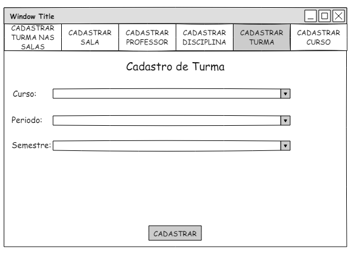 Window Title
CADASTRAR TURMA NAS SALAS
CADASTRAR SALA
CADASTRAR PROFESSOR
CADASTRAR DISCIPLINA
CADASTRAR TURMA
CADASTRAR CURSO
Cadastro de Turma
Curso:
Periodo:
Semestre:
CADASTRAR